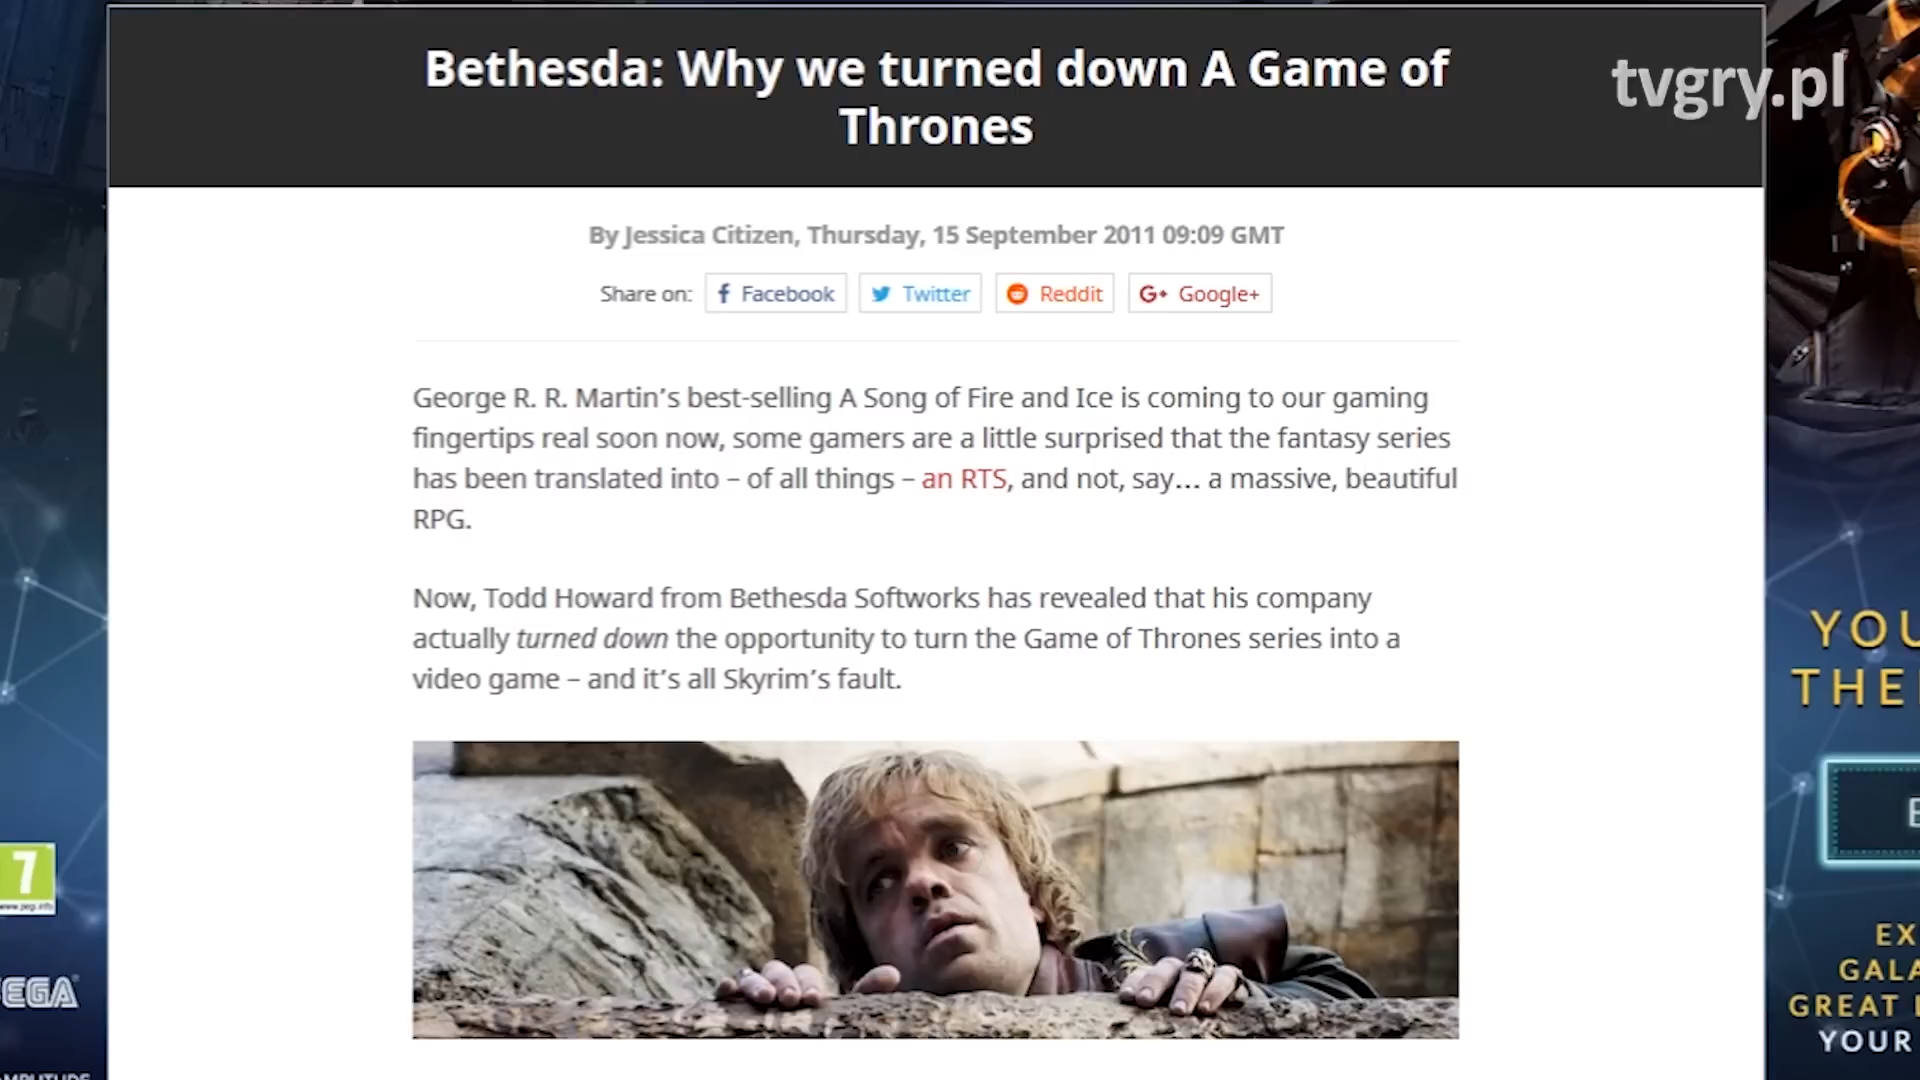 Bethesda: Why we turned down A Game of
Thrones
tvgry.pl
By Jessica Citizen, Thursday, 15 September 2011 09:09 GMT
Share on: Facebook Twitter Reddit G+ Google+
George R. R. Martin’s best-selling A Song of Fire and Ice is coming to our gaming
fingertips real soon now, some gamers are a little surprised that the fantasy series
has been translated into – of all things – an RTS, and not, say… a massive, beautiful
RPG.
Now, Todd Howard from Bethesda Softworks has revealed that his company
actually turned down the opportunity to turn the Game of Thrones series into a
video game – and it’s all Skyrim’s fault.
7
www.pegi.info
SEGA
AMPLITUDE
YOU
THE
EX
GALA
GREAT
YOUR